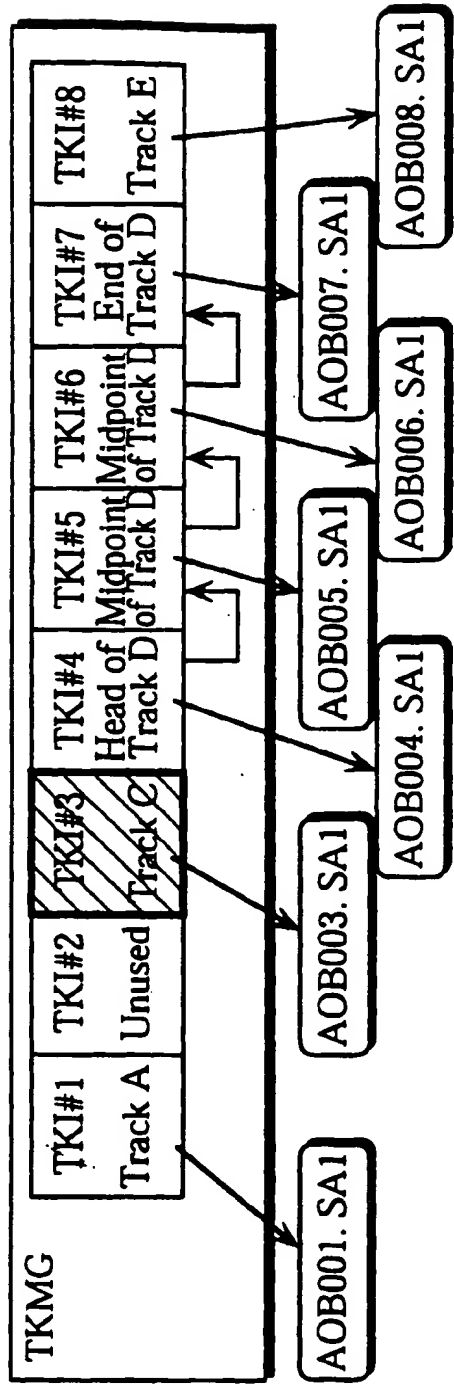 TKMG
TKI#1
Track A
TKI#2
Unused
TKI#3
Track C
TKI#4
Head of
Track D
TKI#5
Midpoint
of Track D
TKI#6
Midpoint
of Track D
TKI#7
End of
Track D
TKI#8
Track E
AOB001. SA1
AOB003. SA1
AOB004. SA1
AOB005. SA1
AOB006. SA1
AOB007. SA1
AOB008. SA1